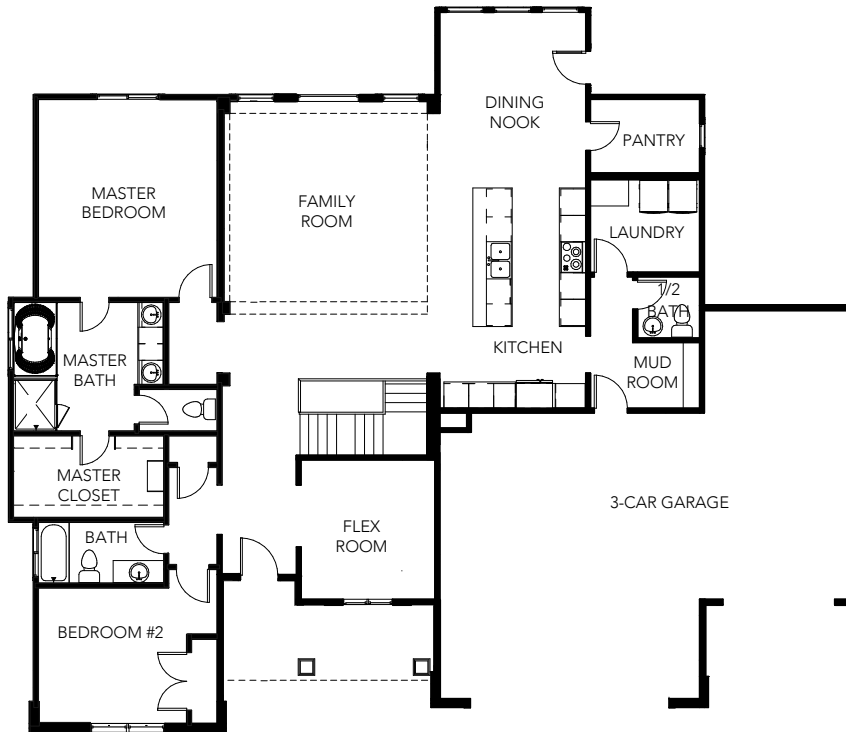 DINING
NOOK
PANTRY
MASTER
BEDROOM
FAMILY
ROOM
LAUNDRY
1/2
BATH
KITCHEN
MASTER
BATH
MUD
ROOM
MASTER
CLOSET
3-CAR GARAGE
FLEX
ROOM
BATH
BEDROOM #2